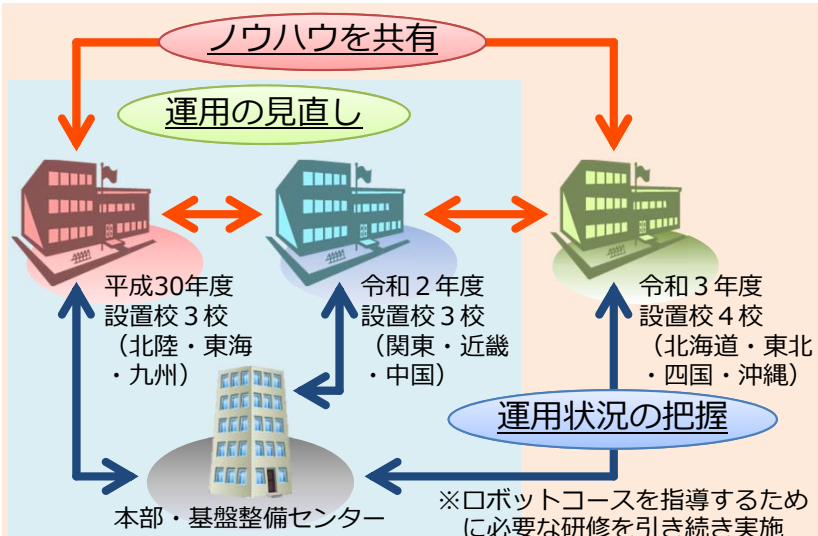 ノウハウを共有
運用の見直し
平成30年度
設置校３校
（北陸・東海
・九州）
令和２年度
設置校３校
（関東・近畿
・中国）
令和３年度
設置校４校
（北海道・東北
・四国・沖縄）
運用状況の把握
本部・基盤整備センター
※ロボットコースを指導するため
に必要な研修を引き続き実施